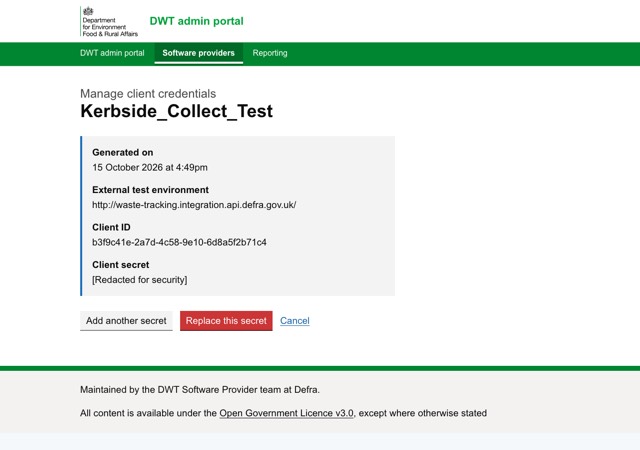 Department
for Environment
Food & Rural Affairs
DWT admin portal
DWT admin portal
Software providers
Reporting
Manage client credentials
Kerbside_Collect_Test
Generated on
15 October 2026 at 4:49pm
External test environment
http://waste-tracking.integration.api.defra.gov.uk/
Client ID
b3f9c41e-2a7d-4c58-9e10-6d8a5f2b71c4
Client secret
[Redacted for security]
Add another secret
Replace this secret
Cancel
Maintained by the DWT Software Provider team at Defra.
All content is available under the Open Government Licence v3.0, except where otherwise stated